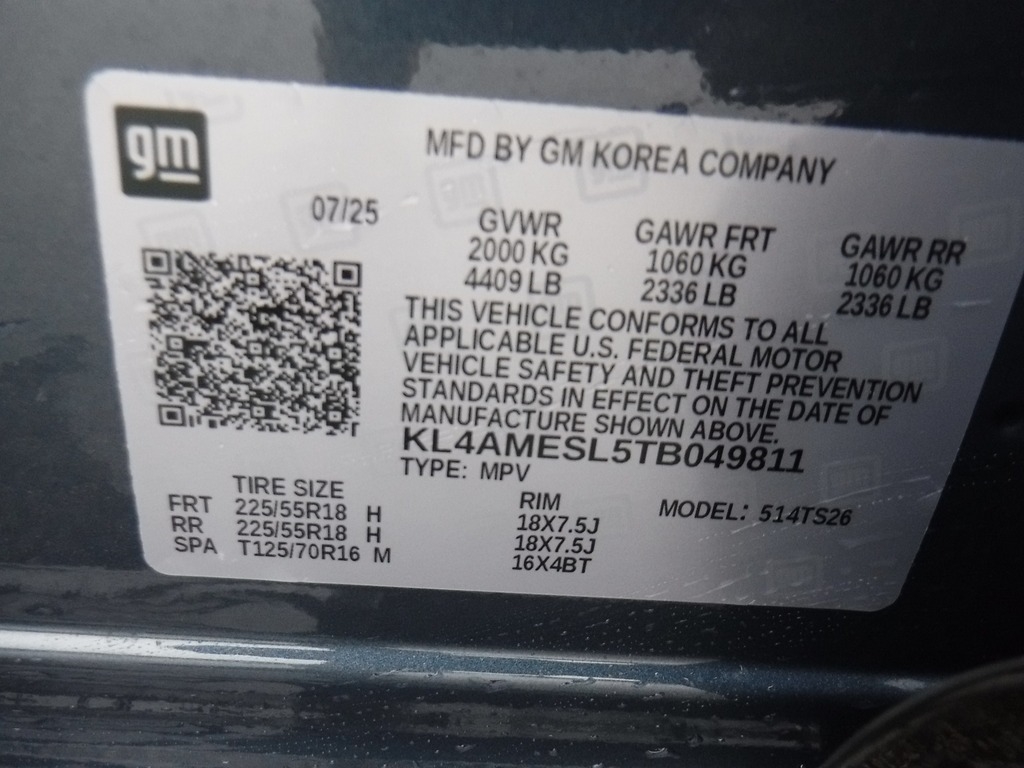 gm
MFD BY GM KOREA COMPANY
07/25
GVWR GAWR FRT GAWR RR
2000 KG 1060 KG 1060 KG
4409 LB 2336 LB 2336 LB
THIS VEHICLE CONFORMS TO ALL
APPLICABLE U.S. FEDERAL MOTOR
VEHICLE SAFETY AND THEFT PREVENTION
STANDARDS IN EFFECT ON THE DATE OF
MANUFACTURE SHOWN ABOVE.
KL4AMESL5TB049811
TYPE: MPV
TIRE SIZE RIM MODEL: 514TS26
FRT 225/55R18 H 18X7.5J
RR 225/55R18 H 18X7.5J
SPA T125/70R16 M 16X4BT